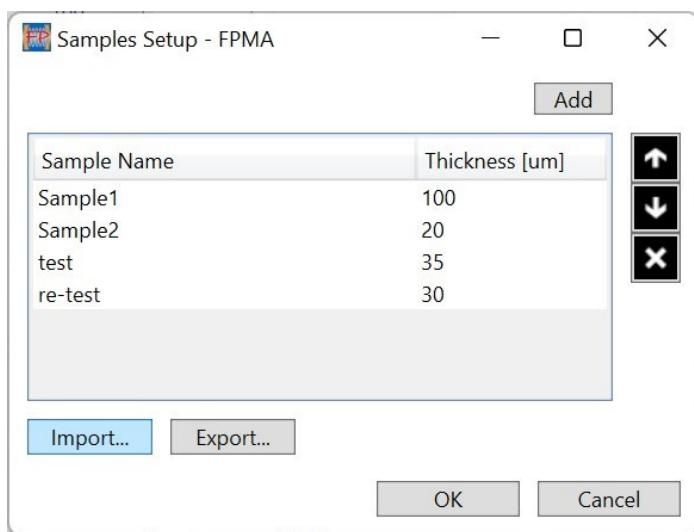 FP Samples Setup - FPMA
Add
Sample Name Thickness [um]
Sample1 100
Sample2 20
test 35
re-test 30
Import... Export...
OK Cancel